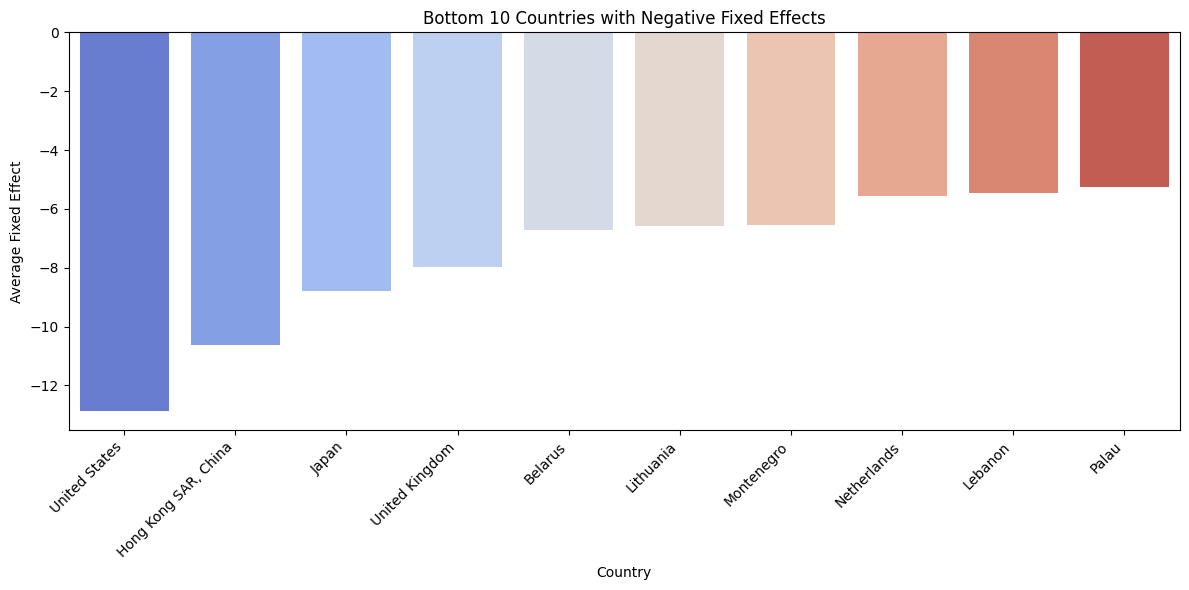 Bottom 10 Countries with Negative Fixed Effects
Average Fixed Effect
0
−2
−4
−6
−8
−10
−12
United States
Hong Kong SAR, China
Japan
United Kingdom
Belarus
Lithuania
Montenegro
Netherlands
Lebanon
Palau
Country